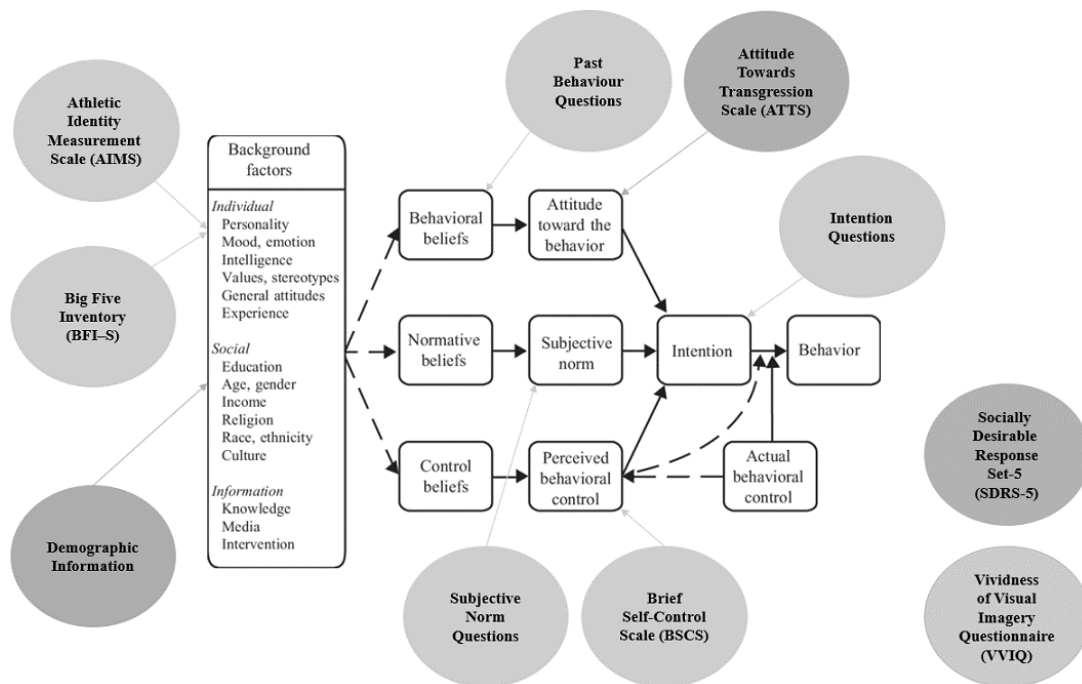 Athletic
Identity
Measurement
Scale (AIMS)
Big Five
Inventory
(BFI–S)
Demographic
Information
Background
factors
Individual
Personality
Mood, emotion
Intelligence
Values, stereotypes
General attitudes
Experience
Social
Education
Age, gender
Income
Religion
Race, ethnicity
Culture
Information
Knowledge
Media
Intervention
Past
Behaviour
Questions
Attitude
Towards
Transgression
Scale (ATTS)
Behavioral
beliefs
Attitude
toward the
behavior
Intention
Questions
Normative
beliefs
Subjective
norm
Intention
Behavior
Control
beliefs
Perceived
behavioral
control
Actual
behavioral
control
Subjective
Norm
Questions
Brief
Self-Control
Scale (BSCS)
Socially
Desirable
Response
Set-5
(SDRS-5)
Vividness
of Visual
Imagery
Questionnaire
(VVIQ)